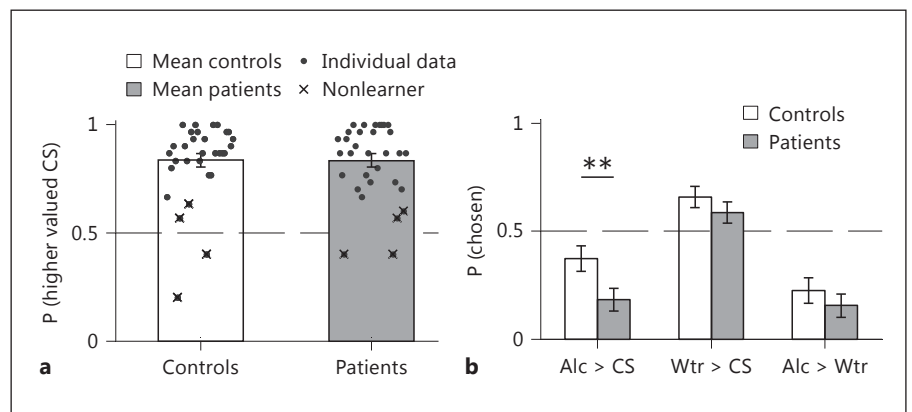 Mean controls
Individual data
Mean patients
Nonlearner
P (higher valued CS)
1
0.5
0
Controls
Patients
a
Controls
Patients
P (chosen)
1
0.5
0
**
Alc > CS
Wtr > CS
Alc > Wtr
b